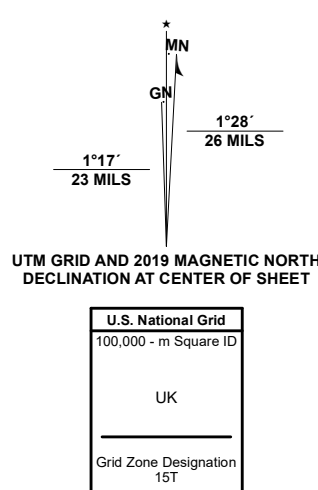 ★
MN
GN
1°28´
26 MILS
1°17´
23 MILS
UTM GRID AND 2019 MAGNETIC NORTH
DECLINATION AT CENTER OF SHEET
U.S. National Grid
100,000 - m Square ID
UK
Grid Zone Designation
15T